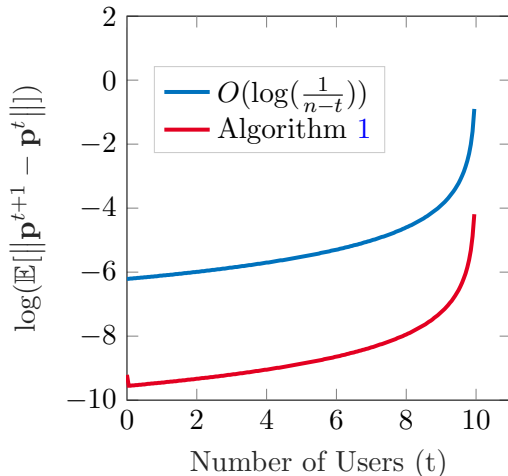 2
0
−2
−4
−6
−8
−10
log(𝔼[‖𝐩^{t+1} − 𝐩^t‖])
O(log(\frac{1}{n−t}))
Algorithm 1
0 2 4 6 8 10
Number of Users (t)